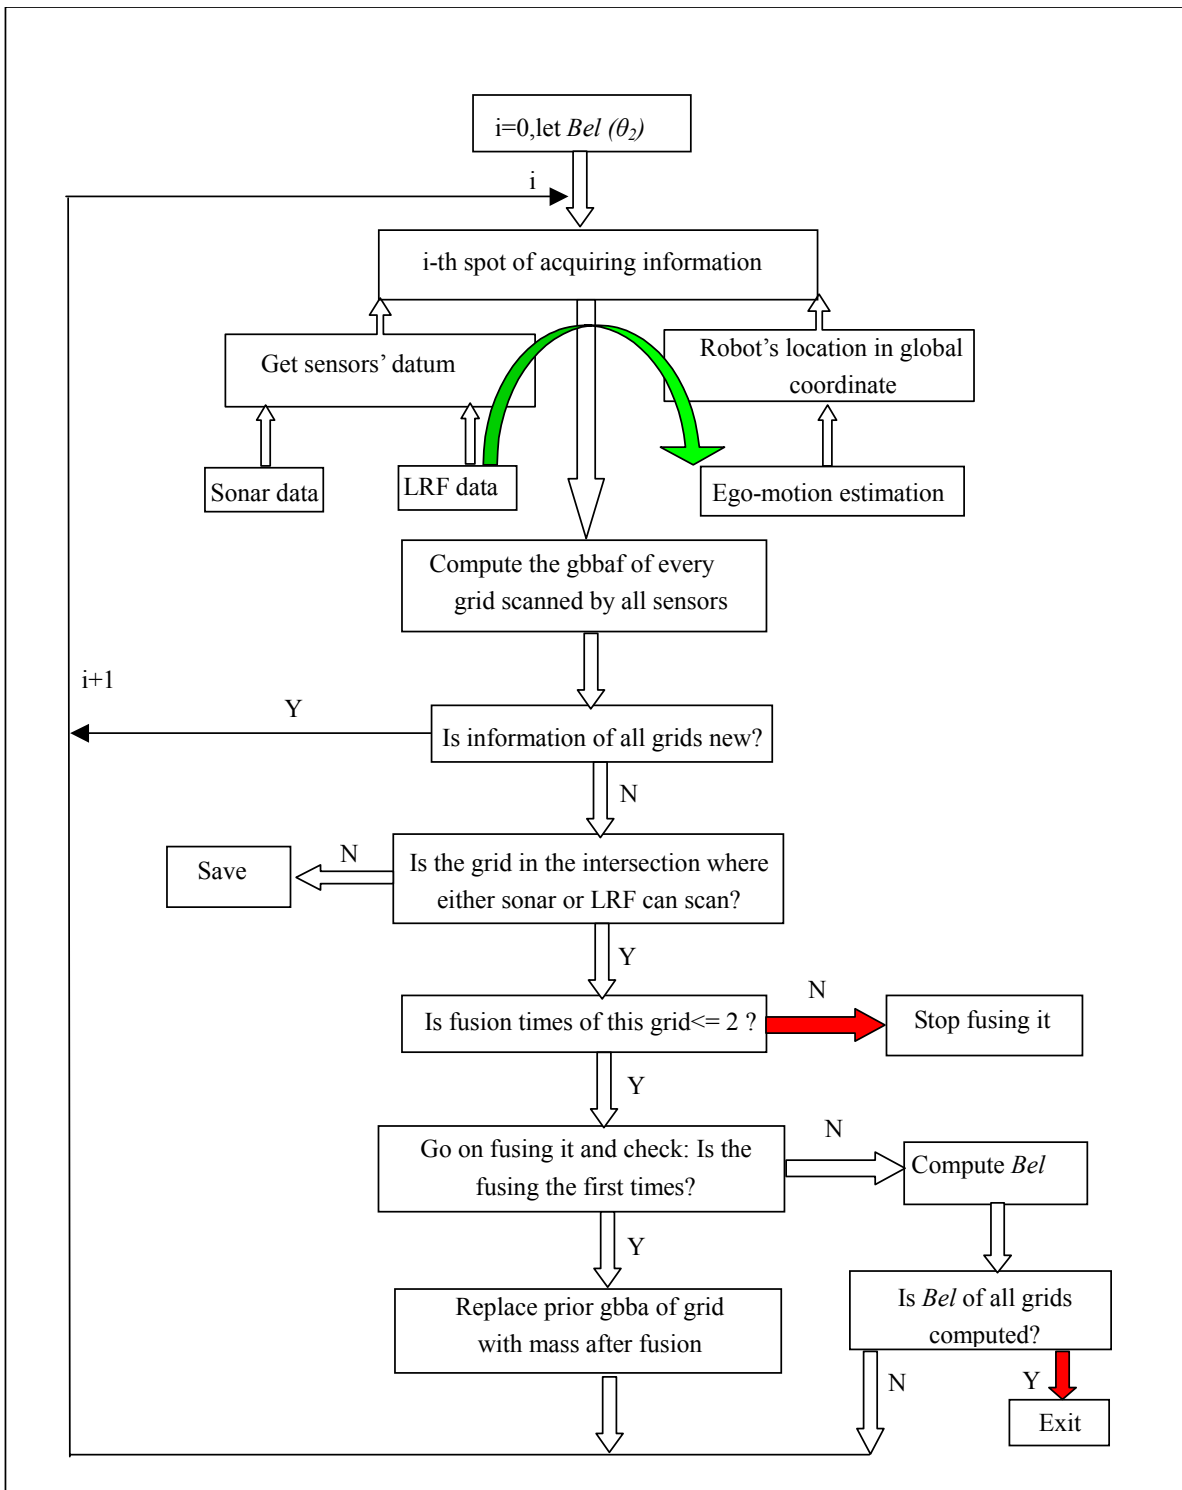 i=0,let Bel (θ₂)
i
i-th spot of acquiring information
Get sensors’ datum
Robot’s location in global
coordinate
Sonar data
LRF data
Ego-motion estimation
Compute the gbbaf of every
grid scanned by all sensors
i+1
Y
Is information of all grids new?
N
Save
N
Is the grid in the intersection where
either sonar or LRF can scan?
Y
Is fusion times of this grid<= 2 ?
N
Stop fusing it
Y
Go on fusing it and check: Is the
fusing the first times?
N
Compute Bel
Y
Replace prior gbba of grid
with mass after fusion
Is Bel of all grids
computed?
N
Y
Exit